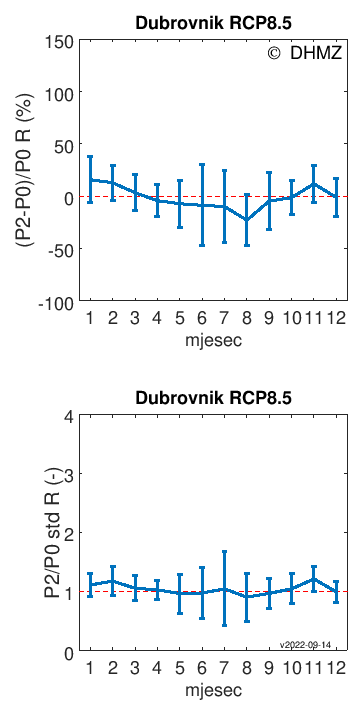 Dubrovnik RCP8.5
© DHMZ
(P2-P0)/P0 R (%)
150
100
50
0
-50
-100
1 2 3 4 5 6 7 8 9 10 11 12
mjesec
Dubrovnik RCP8.5
P2/P0 std R (-)
4
3
2
1
0
v2022-09-14
1 2 3 4 5 6 7 8 9 10 11 12
mjesec